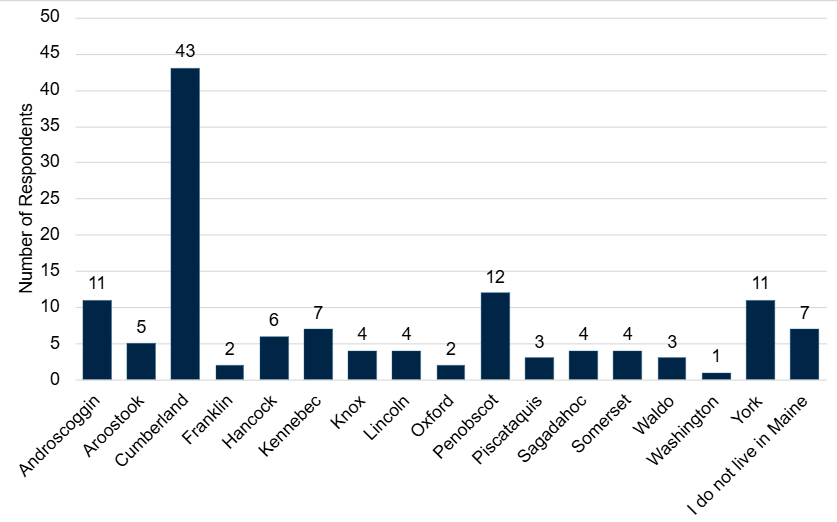 50
45
40
35
30
25
20
15
10
5
0
Number of Respondents
11
5
43
2
6
7
4
4
2
12
3
4
4
3
1
11
7
Androscoggin
Aroostook
Cumberland
Franklin
Hancock
Kennebec
Knox
Lincoln
Oxford
Penobscot
Piscataquis
Sagadahoc
Somerset
Waldo
Washington
York
I do not live in Maine